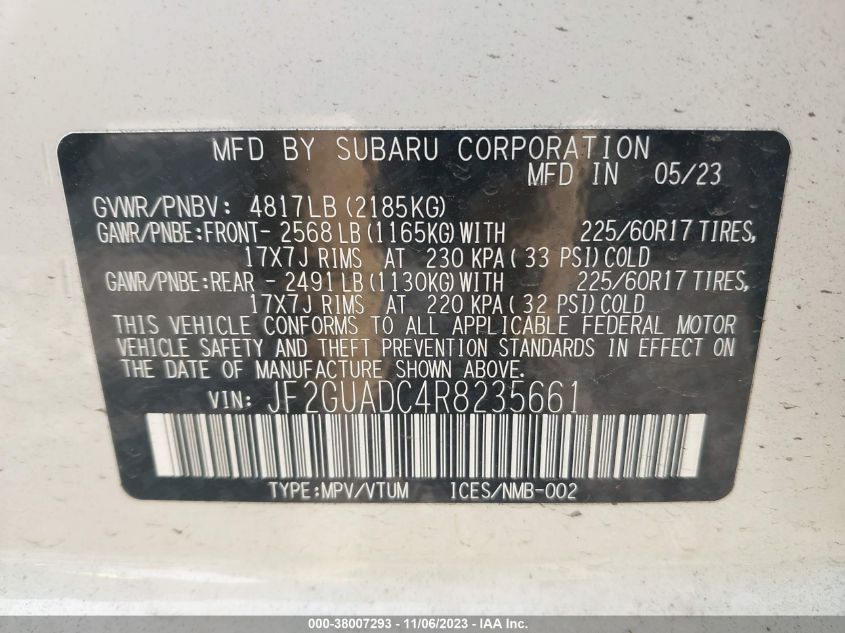 MFD BY SUBARU CORPORATION
MFD IN 05/23
GVWR/PNBV: 4817LB (2185KG)
GAWR/PNBE:FRONT- 2568 LB(1165KG)WITH 225/60R17 TIRES,
17X7J RIMS AT 230 KPA( 33 PSI)COLD
GAWR/PNBE:REAR - 2491 LB(1130KG)WITH 225/60R17 TIRES,
17X7J RIMS AT 220 KPA( 32 PSI)COLD
THIS VEHICLE CONFORMS TO ALL APPLICABLE FEDERAL MOTOR
VEHICLE SAFETY AND THEFT PREVENTION STANDARDS IN EFFECT ON
THE DATE OF MANUFACTURE SHOWN ABOVE.
VIN: JF2GUADC4R8235661
TYPE:MPV/VTUM ICES/NMB-002
000-38007293 - 11/06/2023 - IAA Inc.